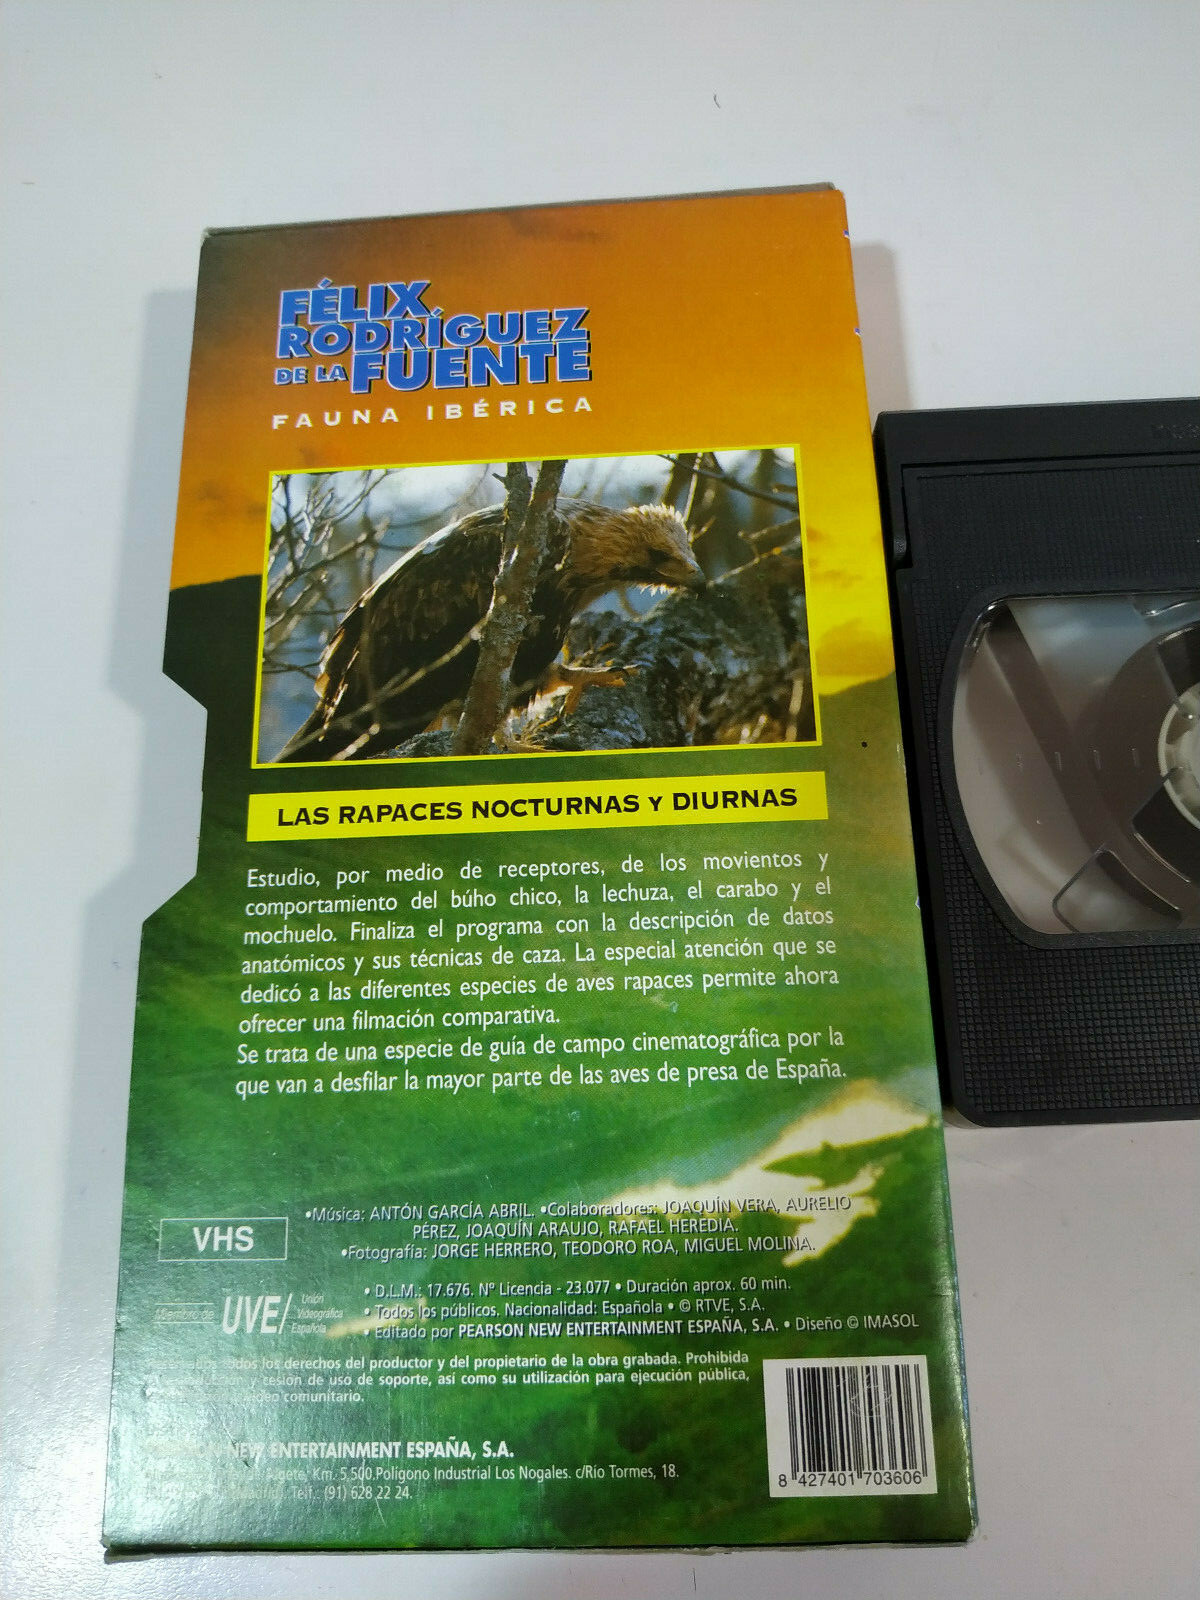 FÉLIX
RODRÍGUEZ
DE LA FUENTE
FAUNA IBÉRICA
LAS RAPACES NOCTURNAS Y DIURNAS
Estudio, por medio de receptores, de los movientos y
comportamiento del búho chico, la lechuza, el carabo y el
mochuelo. Finaliza el programa con la descripción de datos
anatómicos y sus técnicas de caza. La especial atención que se
dedicó a las diferentes especies de aves rapaces permite ahora
ofrecer una filmación comparativa.
Se trata de una especie de guía de campo cinematográfica por la
que van a desfilar la mayor parte de las aves de presa de España.
VHS
•Música: ANTÓN GARCÍA ABRIL. •Colaboradores: JOAQUÍN VERA, AURELIO
PÉREZ, JOAQUÍN ARAUJO, RAFAEL HEREDIA.
•Fotografía: JORGE HERRERO, TEODORO ROA, MIGUEL MOLINA.
Miembro de UVE/ Unión
Videográfica
Española
• D.L.M.: 17.676. Nº Licencia - 23.077 • Duración aprox. 60 min.
• Todos los públicos. Nacionalidad: Española • © RTVE, S.A.
• Editado por PEARSON NEW ENTERTAINMENT ESPAÑA, S.A. • Diseño © IMASOL
todos los derechos del productor y del propietario de la obra grabada. Prohibida
y cesión de uso de soporte, así como su utilización para ejecución pública,
video comunitario.
NEW ENTERTAINMENT ESPAÑA, S.A.
Km. 5,500.Polígono Industrial Los Nogales. c/Río Tormes, 18.
(Madrid). Telf.: (91) 628 22 24.
8 427401 703606